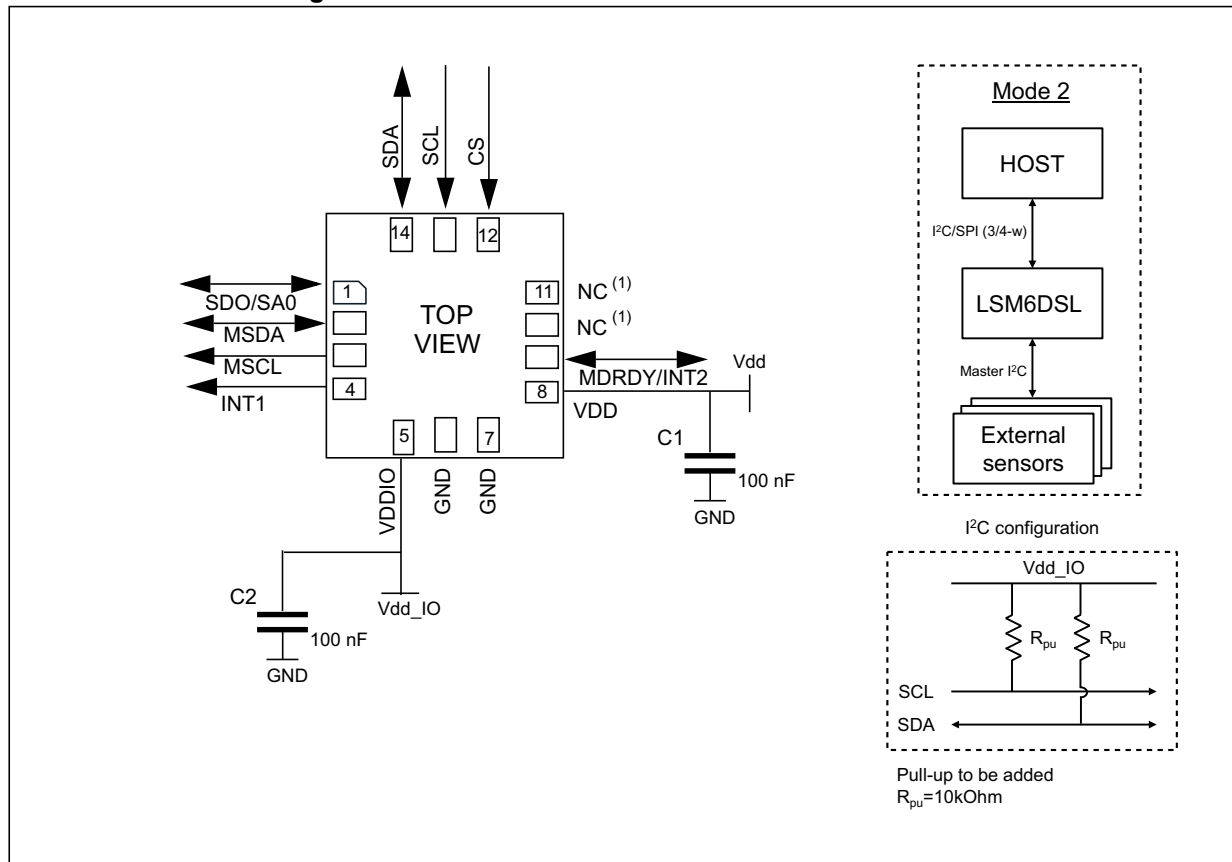 SDA
SCL
CS
14
12
1
11
NC (1)
SDO/SA0
MSDA
TOP
VIEW
NC (1)
MSCL
MDRDY/INT2
Vdd
INT1
4
8
VDD
5
7
C1
100 nF
GND
VDDIO
GND
GND
C2
100 nF
GND
Vdd_IO
Mode 2
HOST
I²C/SPI (3/4-w)
LSM6DSL
Master I²C
External
sensors
I²C configuration
Vdd_IO
Rpu
Rpu
SCL
SDA
Pull-up to be added
Rpu=10kOhm